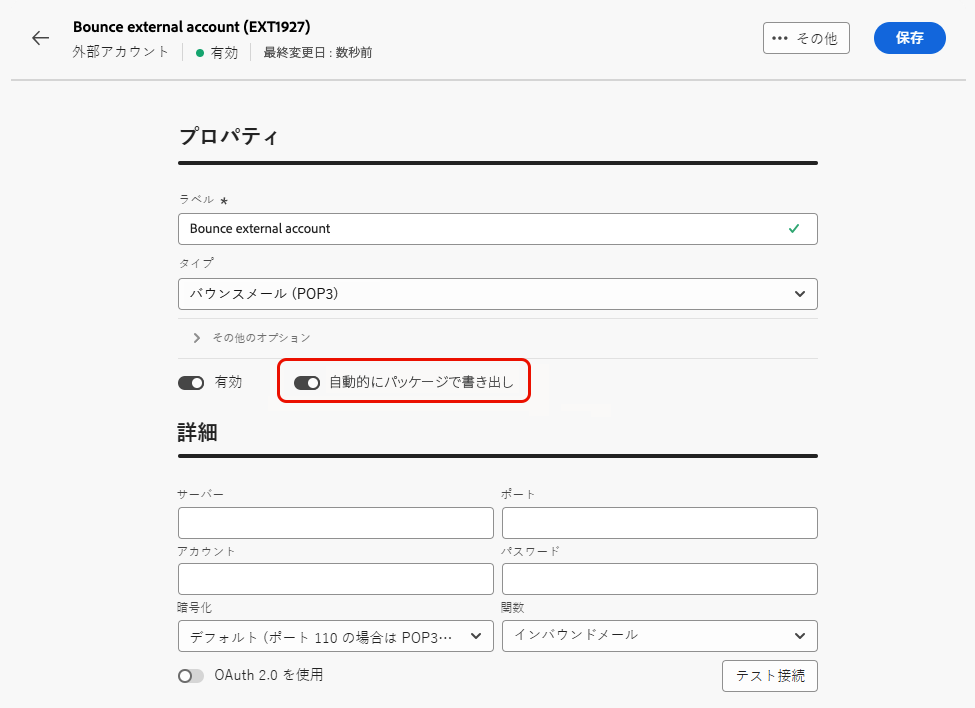 Bounce external account (EXT1927)
外部アカウント 有効 最終変更日 : 数秒前
••• その他
保存
プロパティ
ラベル *
Bounce external account
タイプ
バウンスメール (POP3)
その他のオプション
有効 自動的にパッケージで書き出し
詳細
サーバー ポート
アカウント パスワード
暗号化 関数
デフォルト (ポート 110 の場合は POP3… インバウンドメール
OAuth 2.0 を使用 テスト接続